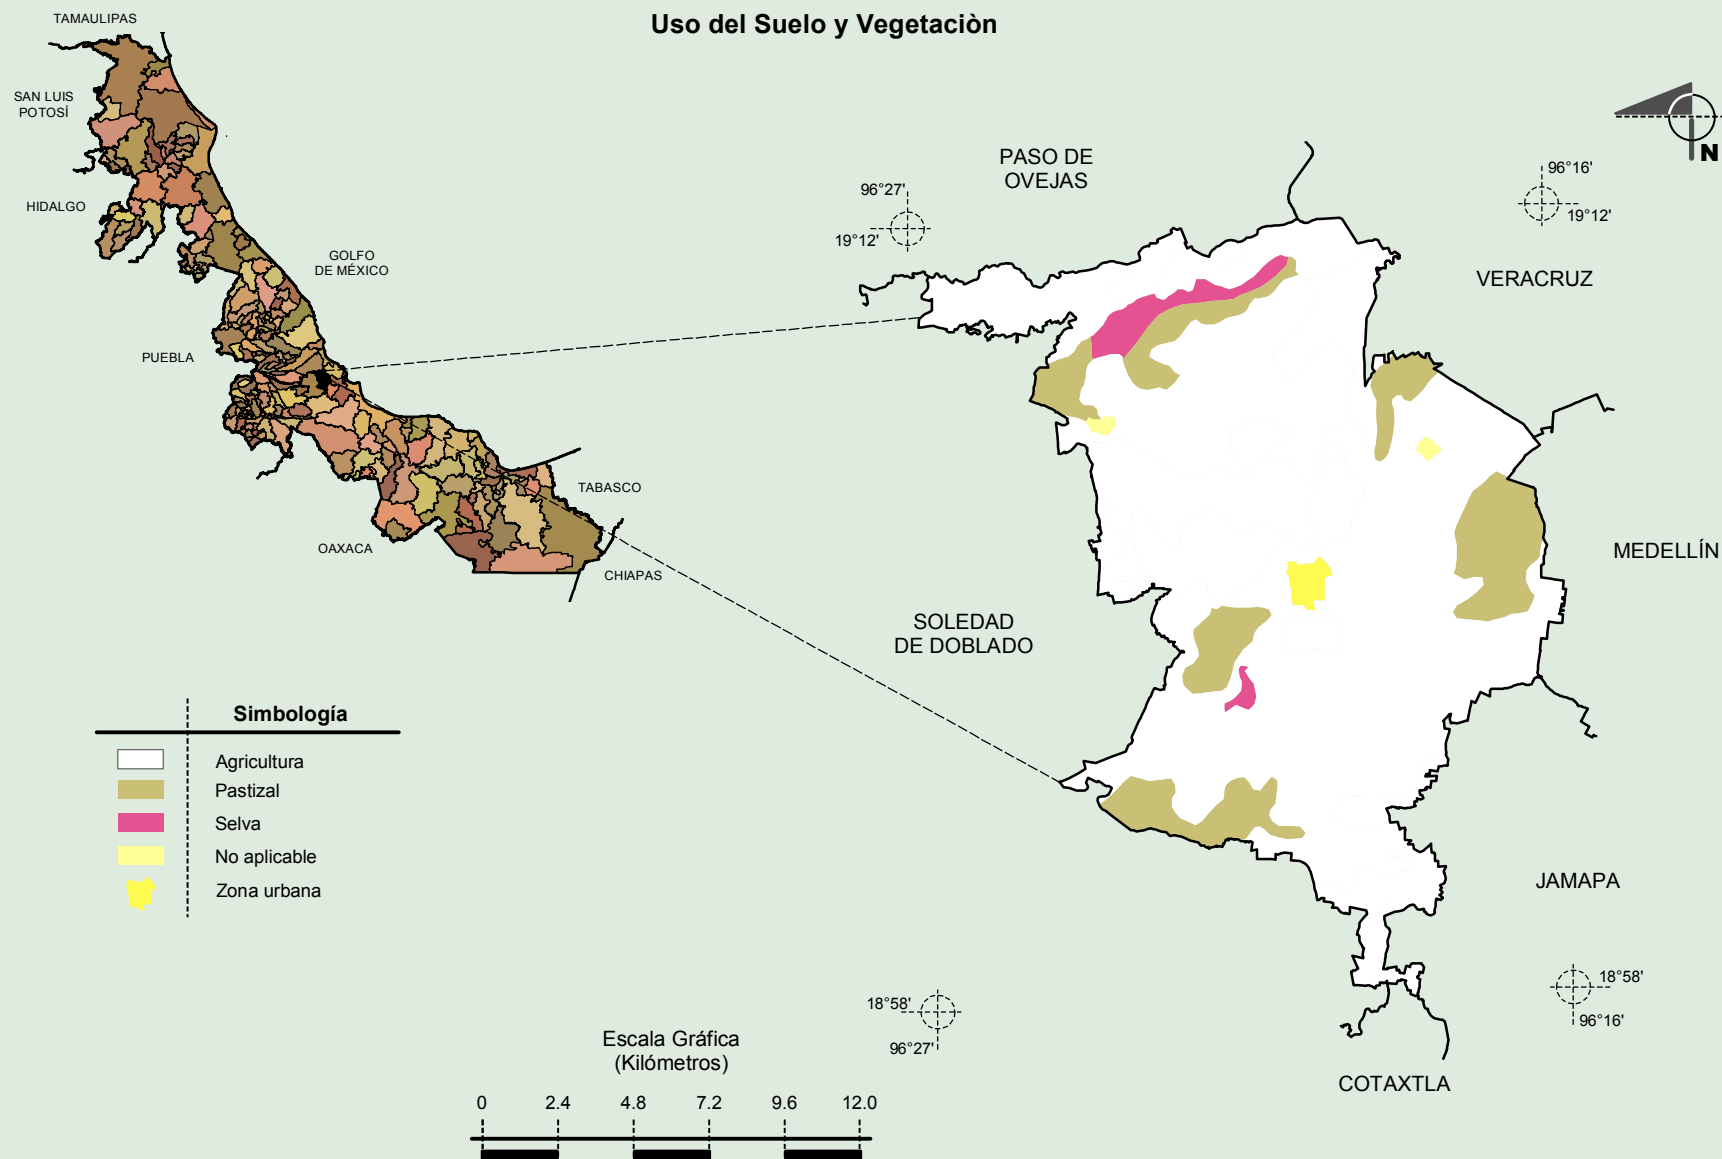 Uso del Suelo y Vegetaciòn
TAMAULIPAS
SAN LUIS
POTOSÍ
HIDALGO
GOLFO
DE MÉXICO
PUEBLA
TABASCO
OAXACA
CHIAPAS
N
PASO DE
OVEJAS
96°27'
19°12'
96°16'
19°12'
VERACRUZ
MEDELLÍN
SOLEDAD
DE DOBLADO
JAMAPA
18°58'
96°27'
18°58'
96°16'
COTAXTLA
Simbología
Agricultura
Pastizal
Selva
No aplicable
Zona urbana
Escala Gráfica
(Kilómetros)
0 2.4 4.8 7.2 9.6 12.0